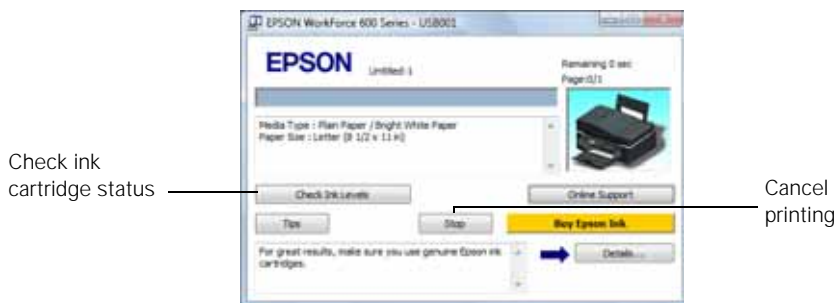 EPSON WorkForce 600 Series - USB001
EPSON
Untitled-1
Remaining 0 sec
Page:0/1
Media Type : Plain Paper / Bright White Paper
Paper Size : Letter (8 1/2 x 11 in)
Check ink
cartridge status
Check Ink Levels
Online Support
Cancel
printing
Tips
Stop
Buy Epson Ink
For great results, make sure you use genuine Epson ink
cartridges.
Details...